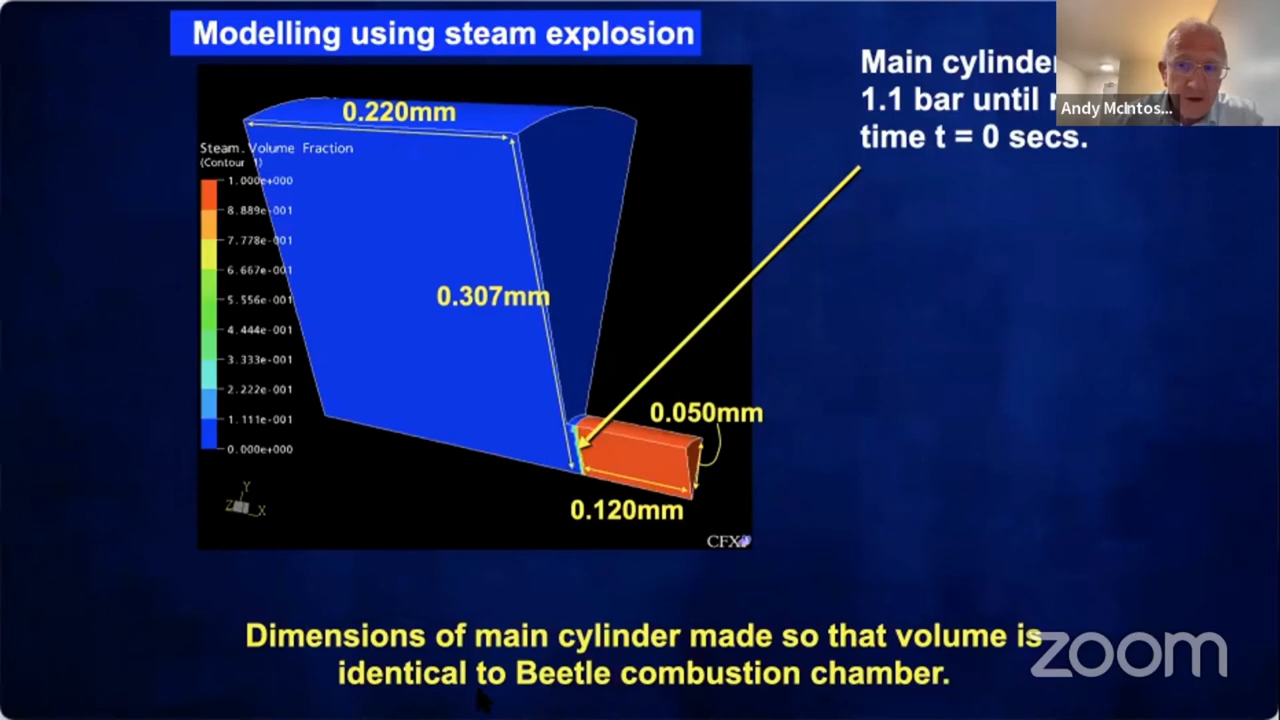 Modelling using steam explosion
Main cylinder
1.1 bar until
time t = 0 secs.
Andy McIntos...
0.220mm
Steam.Volume Fraction
(Contour 1)
1.000e+000
8.889e-001
7.778e-001
6.667e-001
5.556e-001
4.444e-001
3.333e-001
2.222e-001
1.111e-001
0.000e+000
0.307mm
0.050mm
0.120mm
Y
Z
X
CFX
Dimensions of main cylinder made so that volume is
identical to Beetle combustion chamber.
zoom